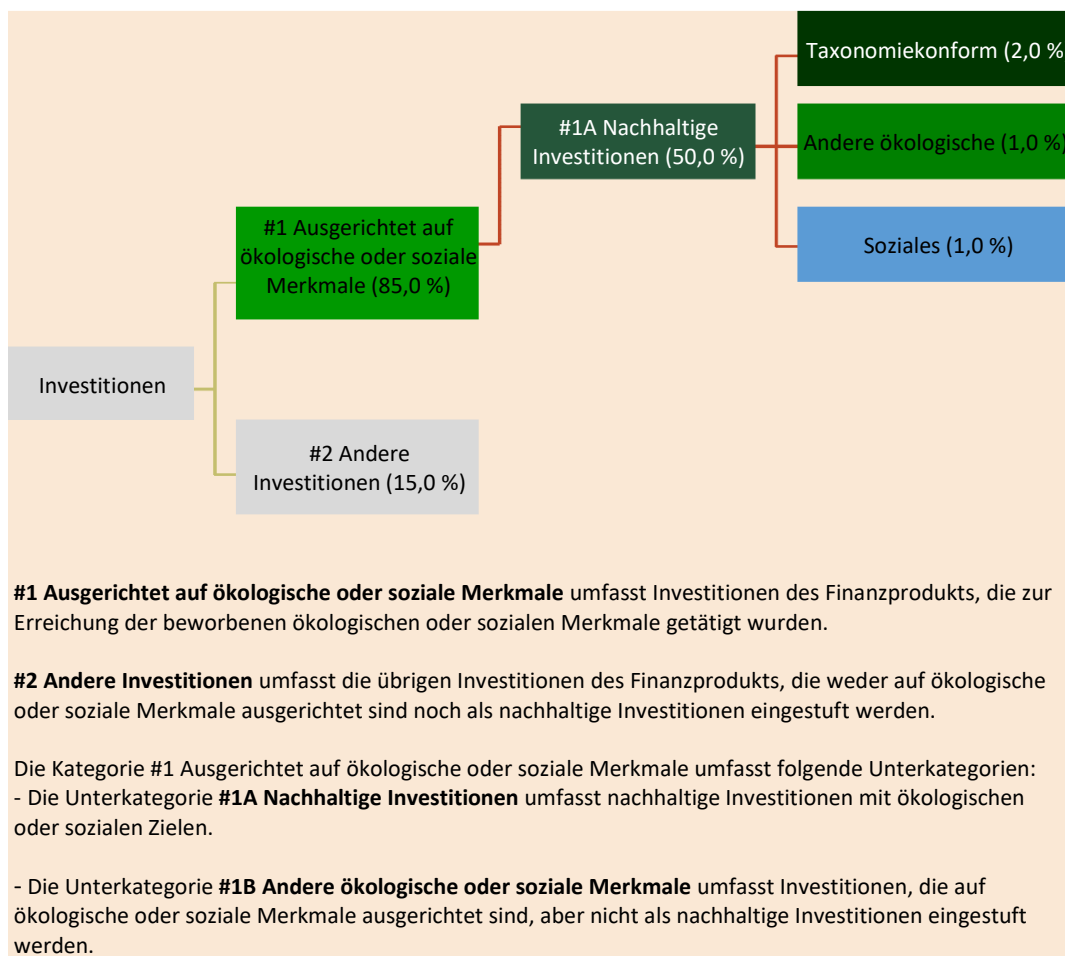 Taxonomiekonform (2,0 %
#1A Nachhaltige
Investitionen (50,0 %)
Andere ökologische (1,0 %)
#1 Ausgerichtet auf
ökologische oder soziale
Merkmale (85,0 %)
Soziales (1,0 %)
Investitionen
#2 Andere
Investitionen (15,0 %)
#1 Ausgerichtet auf ökologische oder soziale Merkmale umfasst Investitionen des Finanzprodukts, die zur
Erreichung der beworbenen ökologischen oder sozialen Merkmale getätigt wurden.
#2 Andere Investitionen umfasst die übrigen Investitionen des Finanzprodukts, die weder auf ökologische
oder soziale Merkmale ausgerichtet sind noch als nachhaltige Investitionen eingestuft werden.
Die Kategorie #1 Ausgerichtet auf ökologische oder soziale Merkmale umfasst folgende Unterkategorien:
- Die Unterkategorie #1A Nachhaltige Investitionen umfasst nachhaltige Investitionen mit ökologischen
oder sozialen Zielen.
- Die Unterkategorie #1B Andere ökologische oder soziale Merkmale umfasst Investitionen, die auf
ökologische oder soziale Merkmale ausgerichtet sind, aber nicht als nachhaltige Investitionen eingestuft
werden.